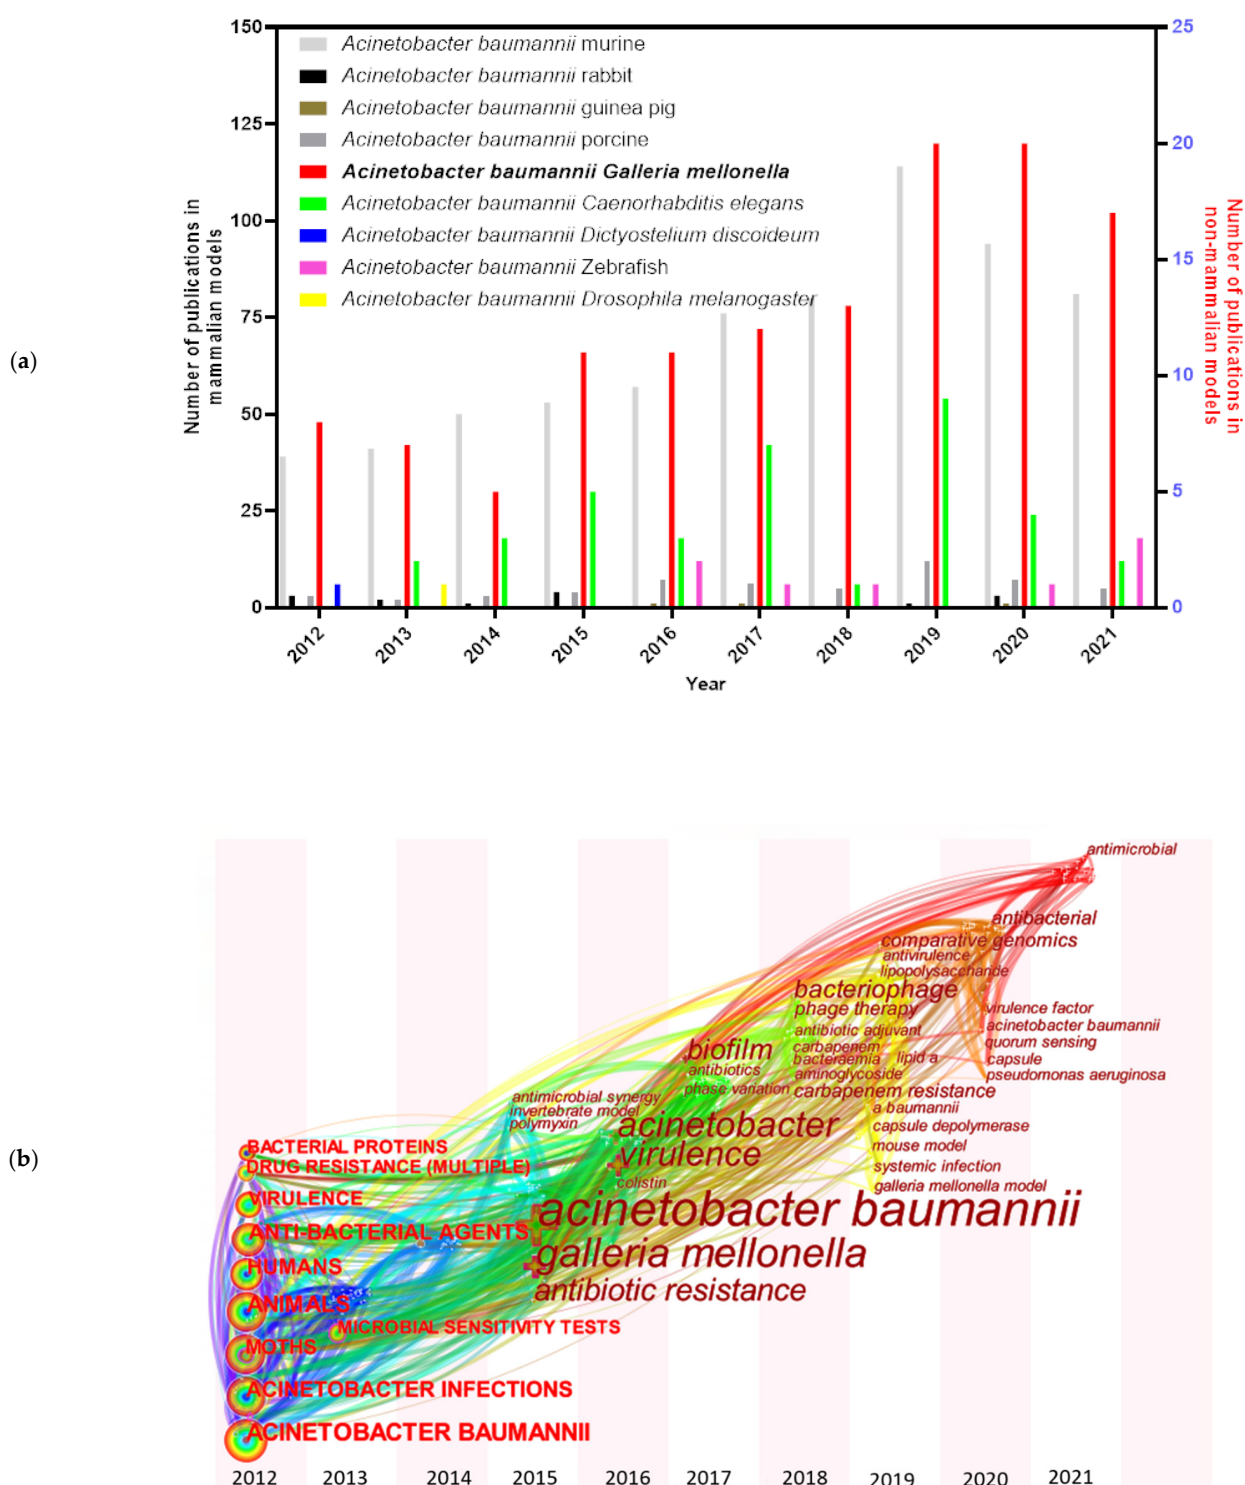 150
125
100
75
50
25
0
25
20
15
10
5
0
Number of publications in
mammalian models
Number of publications in
non-mammalian models
Acinetobacter baumannii murine
Acinetobacter baumannii rabbit
Acinetobacter baumannii guinea pig
Acinetobacter baumannii porcine
Acinetobacter baumannii Galleria mellonella
Acinetobacter baumannii Caenorhabditis elegans
Acinetobacter baumannii Dictyostelium discoideum
Acinetobacter baumannii Zebrafish
Acinetobacter baumannii Drosophila melanogaster
(a)
2012 2013 2014 2015 2016 2017 2018 2019 2020 2021
Year
(b)
antimicrobial
antibacterial
comparative genomics
antivirulence
lipopolysaccharide
bacteriophage
phage therapy
virulence factor
antibiotic adjuvant
acinetobacter baumannii
carbapenem
quorum sensing
biofilm
bacteraemia
lipid a
capsule
antibiotics
aminoglycoside
pseudomonas aeruginosa
phase variation
carbapenem resistance
antimicrobial synergy
invertebrate model
polymyxin
a baumannii
acinetobacter
capsule depolymerase
virulence
mouse model
systemic infection
colistin
galleria mellonella model
BACTERIAL PROTEINS
DRUG RESISTANCE (MULTIPLE)
VIRULENCE
acinetobacter baumannii
ANTI-BACTERIAL AGENTS
galleria mellonella
HUMANS
antibiotic resistance
ANIMALS
MICROBIAL SENSITIVITY TESTS
MOTHS
ACINETOBACTER INFECTIONS
ACINETOBACTER BAUMANNII
2012 2013 2014 2015 2016 2017 2018 2019 2020 2021